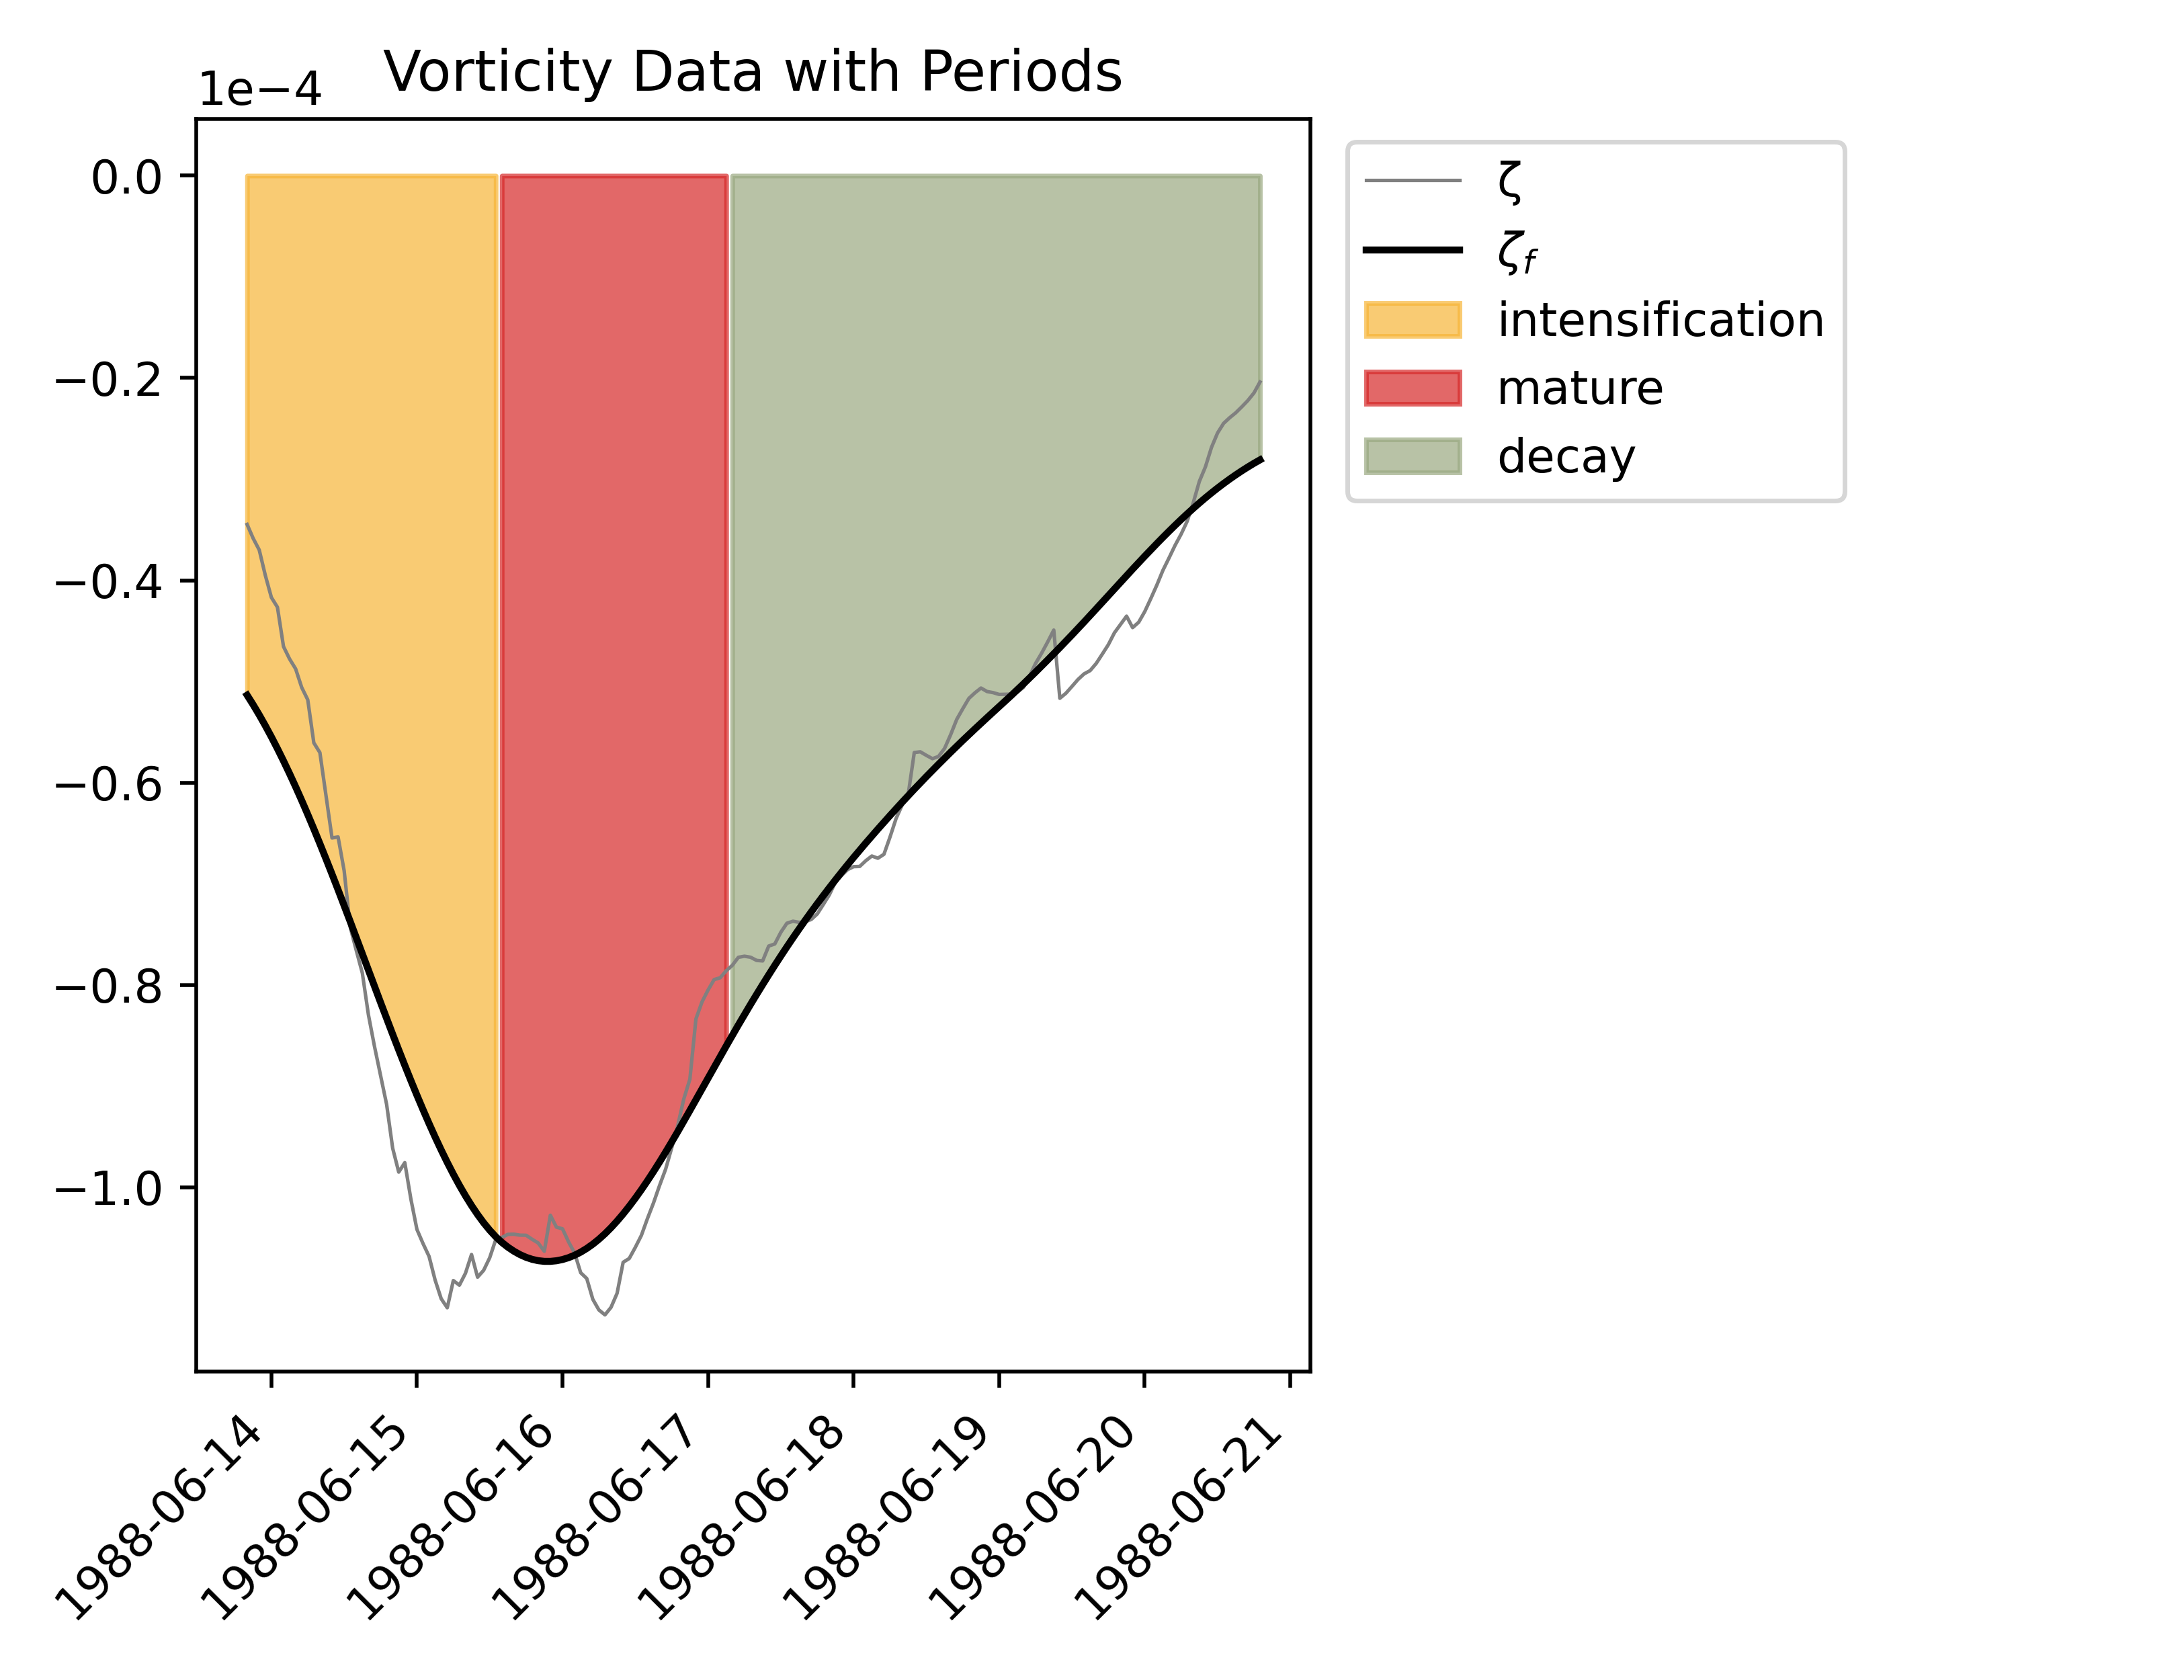 Vorticity Data with Periods
1e−4
0.0
−0.2
−0.4
−0.6
−0.8
−1.0
1988-06-14
1988-06-15
1988-06-16
1988-06-17
1988-06-18
1988-06-19
1988-06-20
1988-06-21
ζ
ζf
intensification
mature
decay